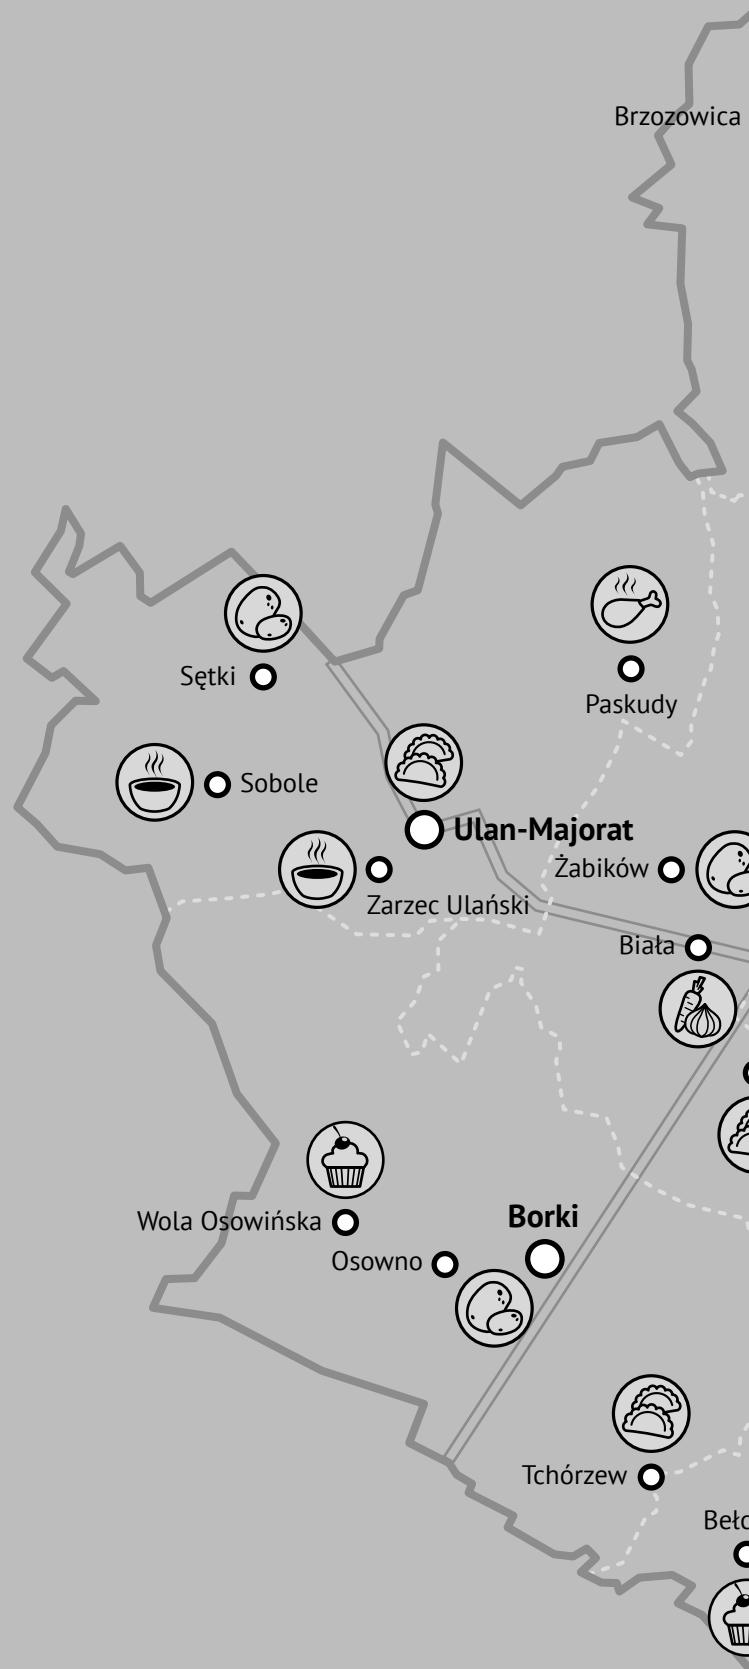 Brzozowica
Sętki
Paskudy
Sobole
Ulan-Majorat
Żabików
Zarzec Ulański
Biała
Wola Osowińska
Borki
Osowno
Tchórzew